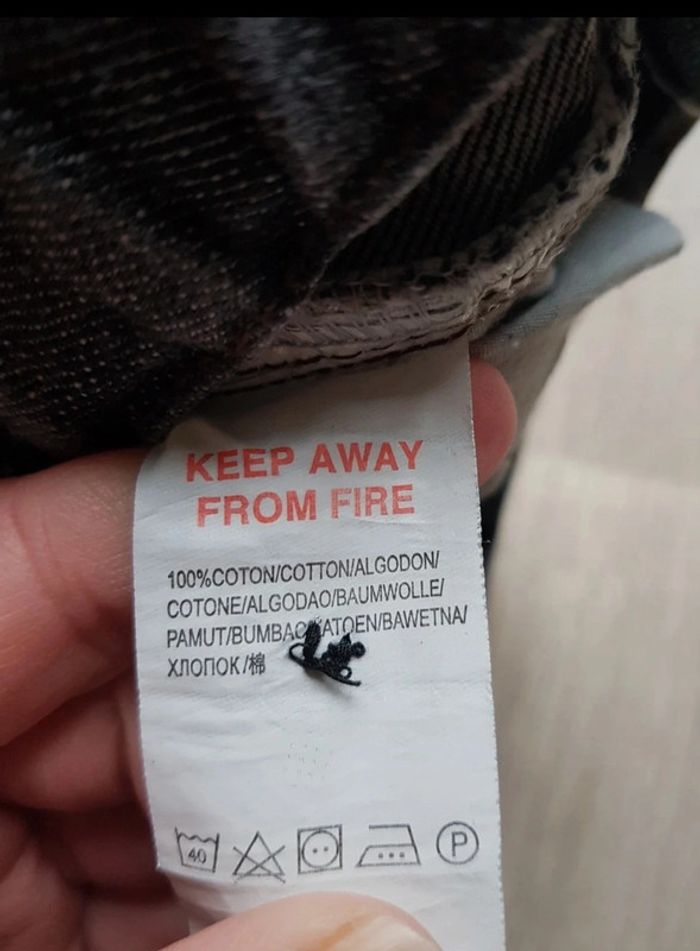 KEEP AWAY
FROM FIRE
100%COTON/COTTON/ALGODON/
COTONE/ALGODAO/BAUMWOLLE/
PAMUT/BUMBAC/KATOEN/BAWETNA/
ХЛОПОК/棉
40
P